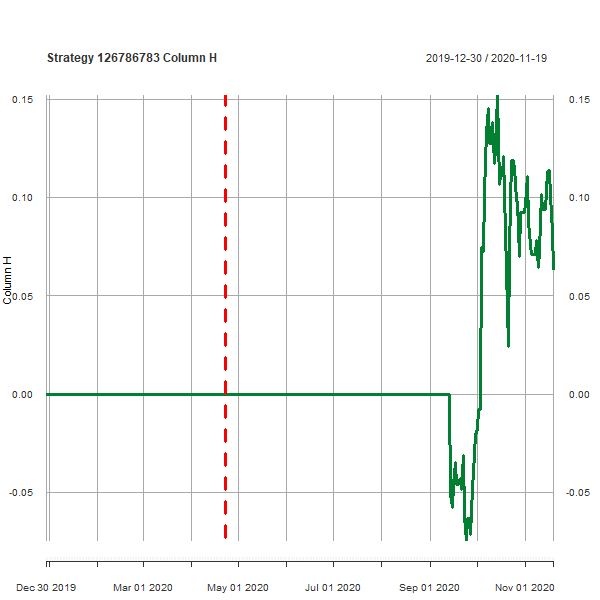 Strategy 126786783 Column H
2019-12-30 / 2020-11-19
0.15
0.15
0.10
0.10
Column H
0.05
0.05
0.00
0.00
-0.05
-0.05
Dec 30 2019
Mar 01 2020
May 01 2020
Jul 01 2020
Sep 01 2020
Nov 01 2020